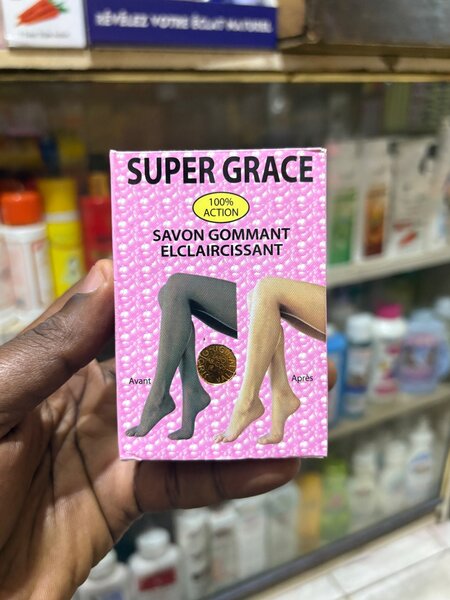 RÉVÉLEZ VOTRE ÉCLAT NATUREL
SUPER GRACE
100%
ACTION
SAVON GOMMANT
ELCLAIRCISSANT
Avant
Après